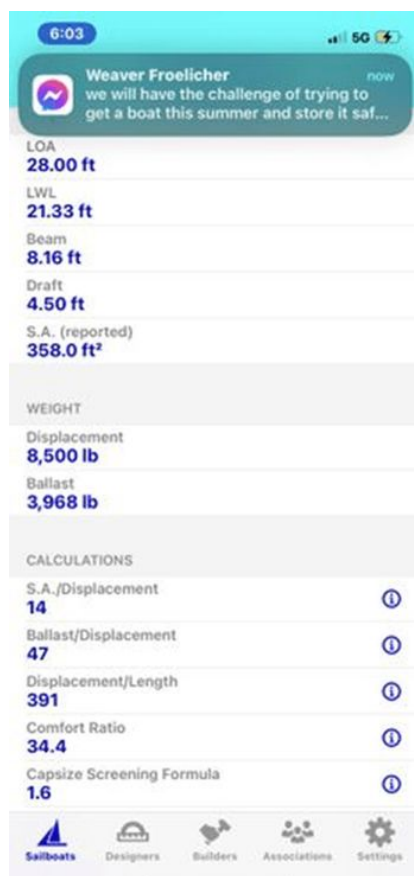 6:03
5G
Weaver Froelicher now
we will have the challenge of trying to
get a boat this summer and store it saf...
LOA
28.00 ft
LWL
21.33 ft
Beam
8.16 ft
Draft
4.50 ft
S.A. (reported)
358.0 ft²
WEIGHT
Displacement
8,500 lb
Ballast
3,968 lb
CALCULATIONS
S.A./Displacement
14
Ballast/Displacement
47
Displacement/Length
391
Comfort Ratio
34.4
Capsize Screening Formula
1.6
Sailboats Designers Builders Associations Settings